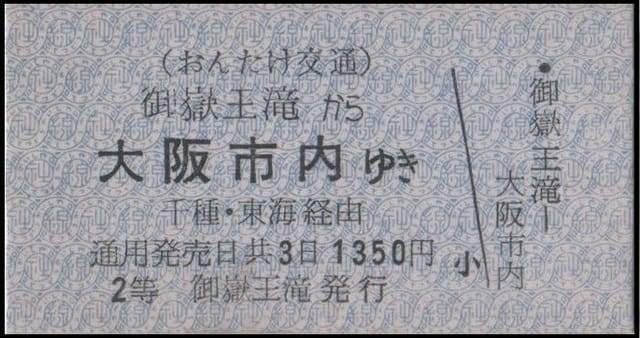 (おんたけ交通)
御嶽王滝 から
大阪市内 ゆき
千種・東海経由
通用発売日共3日 1350円
2等 御嶽王滝発行
小
●御嶽王滝ー
大阪市内